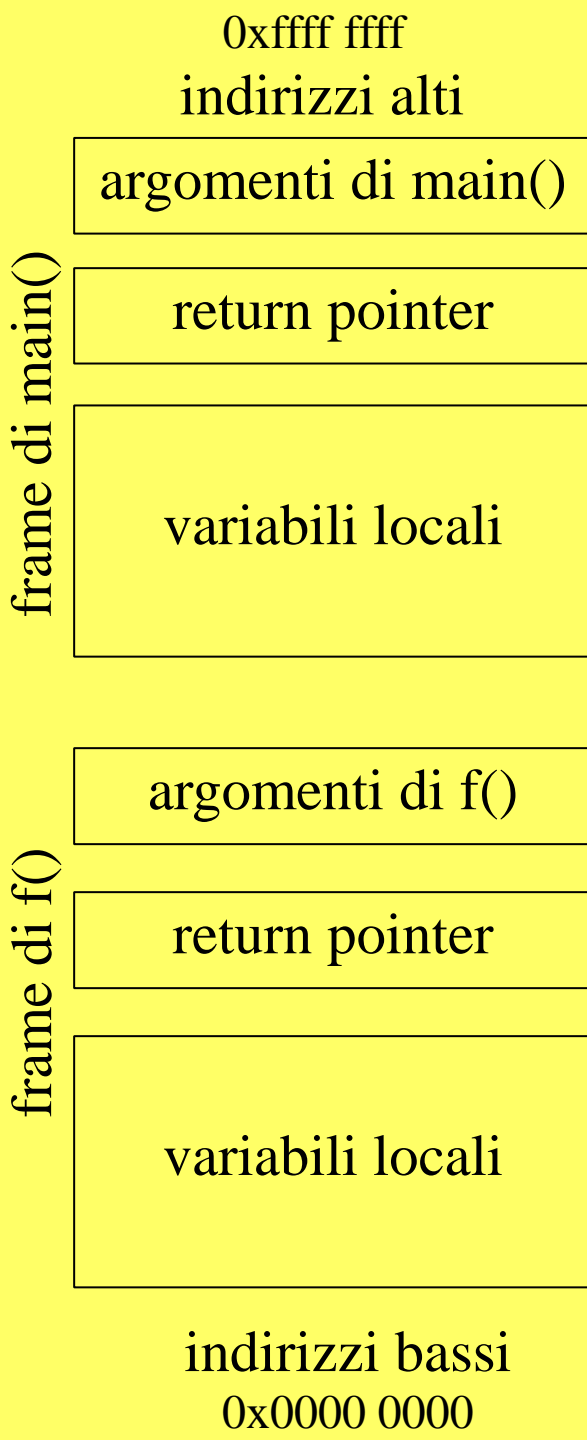 0xffff ffff
indirizzi alti
argomenti di main()
frame di main()
return pointer
variabili locali
argomenti di f()
frame di f()
return pointer
variabili locali
indirizzi bassi
0x0000 0000